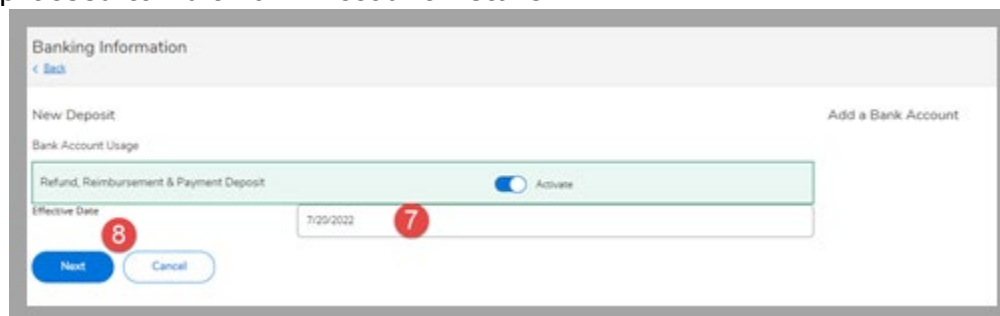 Banking Information
< Back
New Deposit
Add a Bank Account
Bank Account Usage
Refund, Reimbursement & Payment Deposit
Activate
Effective Date
7/20/2022
7
8
Next
Cancel